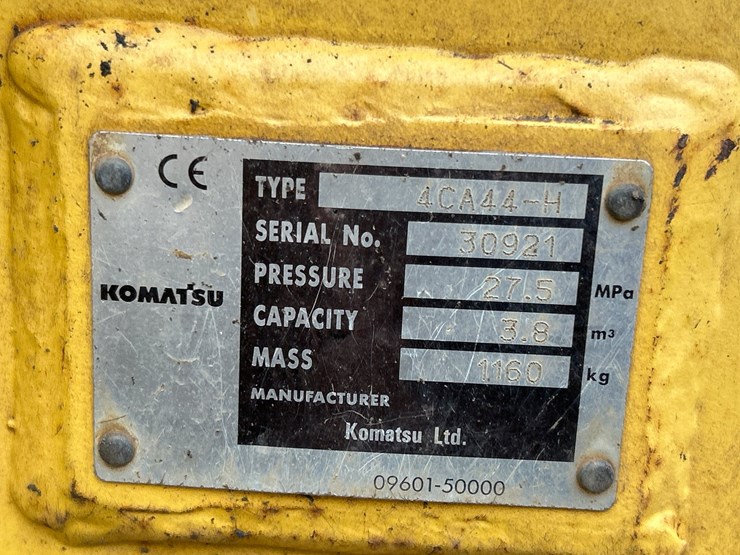 CE
KOMATSU
TYPE 4CA44-H
SERIAL No. 30921
PRESSURE 27.5 MPa
CAPACITY 3.8 m³
MASS 1160 kg
MANUFACTURER
Komatsu Ltd.
09601-50000